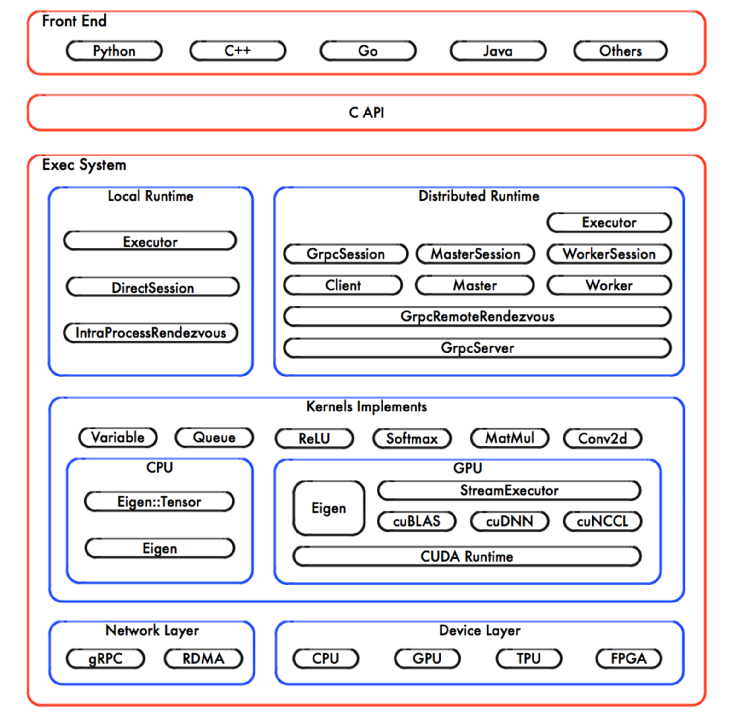 Front End
Python C++ Go Java Others
C API
Exec System
Local Runtime
Executor
DirectSession
IntraProcessRendezvous
Distributed Runtime
Executor
GrpcSession MasterSession WorkerSession
Client Master Worker
GrpcRemoteRendezvous
GrpcServer
Kernels Implements
Variable Queue ReLU Softmax MatMul Conv2d
CPU
Eigen::Tensor
Eigen
GPU
Eigen
StreamExecutor
cuBLAS cuDNN cuNCCL
CUDA Runtime
Network Layer
gRPC RDMA
Device Layer
CPU GPU TPU FPGA